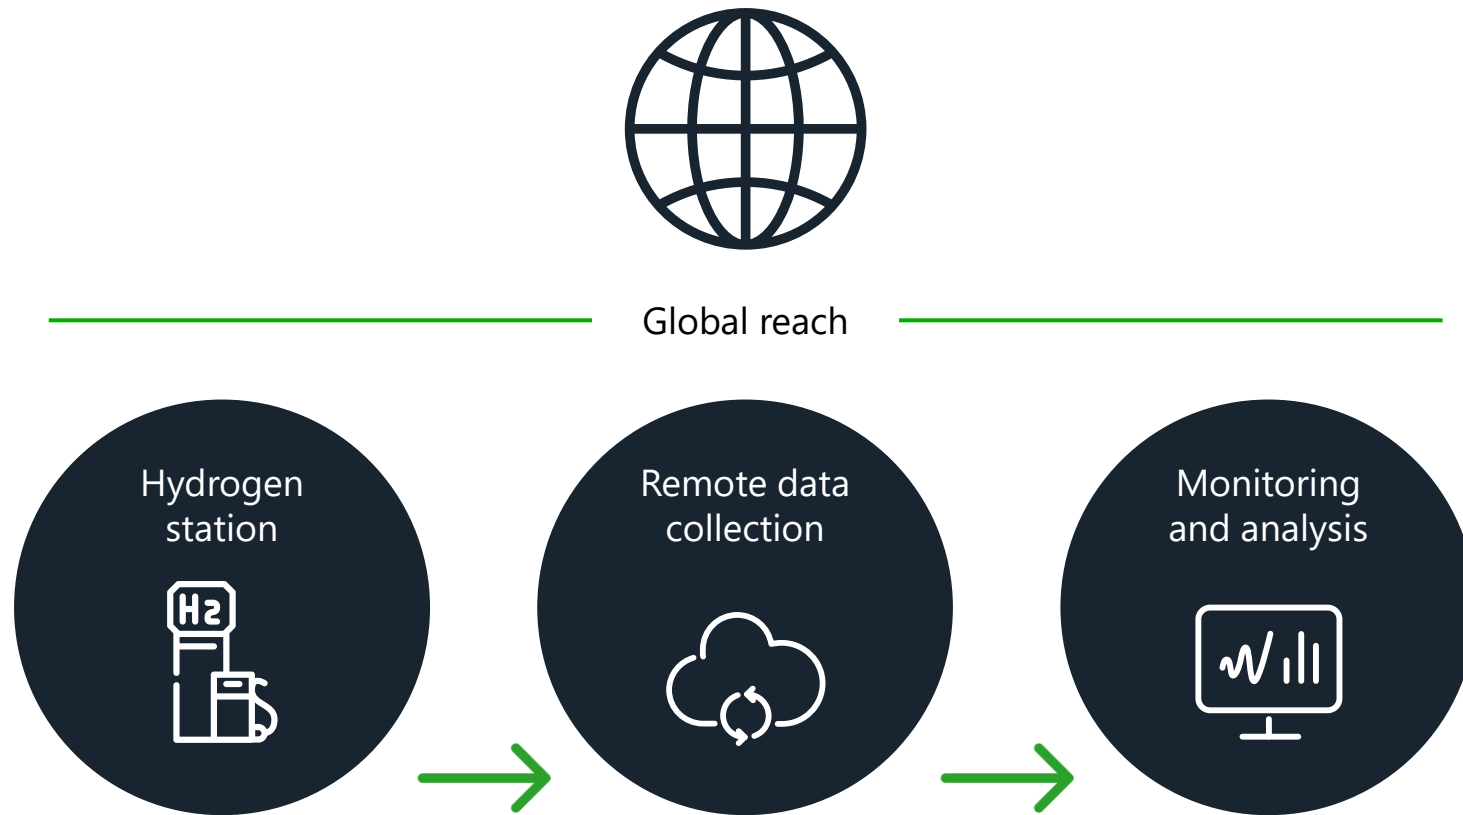 Global reach
Hydrogen
station
H2
Remote data
collection
Monitoring
and analysis